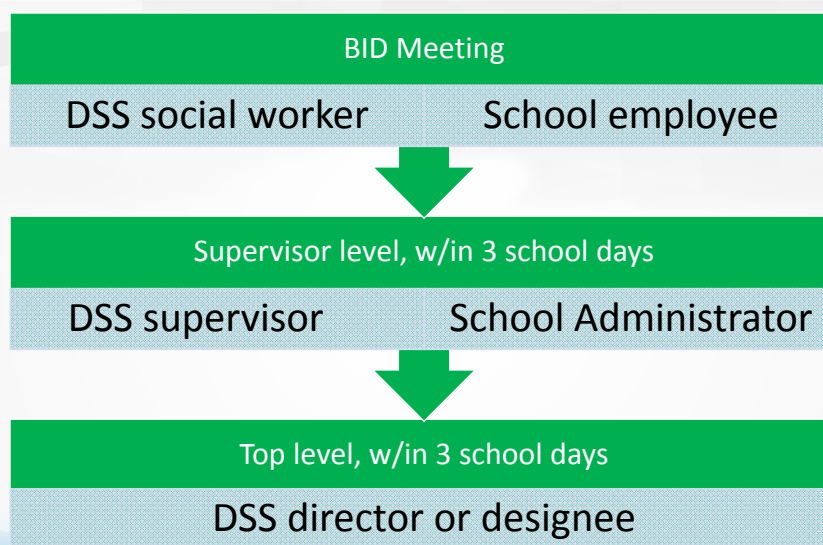 BID Meeting
DSS social worker School employee
Supervisor level, w/in 3 school days
DSS supervisor School Administrator
Top level, w/in 3 school days
DSS director or designee